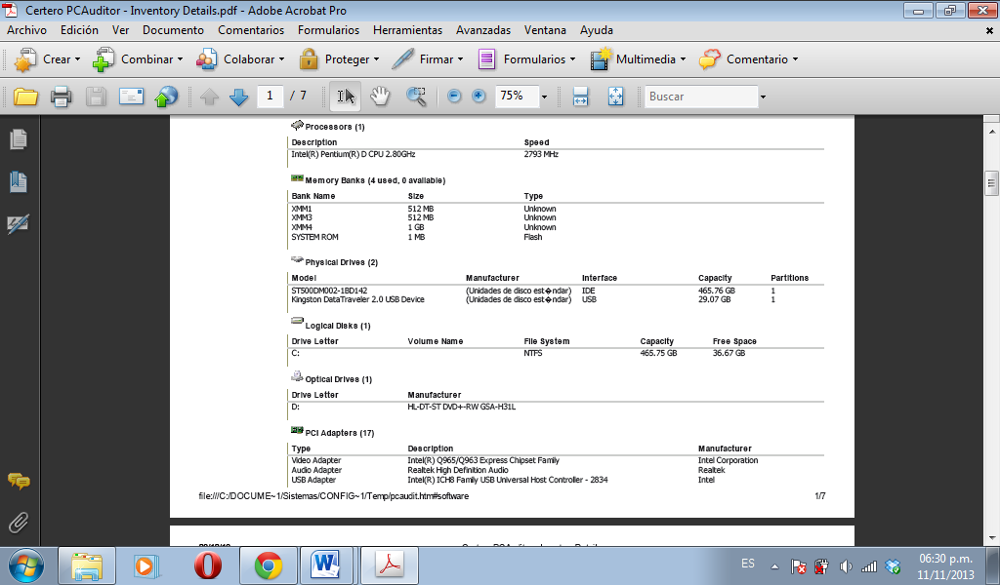 Certero PCAuditor - Inventory Details.pdf - Adobe Acrobat Pro
Archivo Edición Ver Documento Comentarios Formularios Herramientas Avanzadas Ventana Ayuda
Crear Combinar Colaborar Proteger Firmar Formularios Multimedia Comentario
1 / 7 75% Buscar
Processors (1)
Description Speed
Intel(R) Pentium(R) D CPU 2.80GHz 2793 MHz
Memory Banks (4 used, 0 available)
Bank Name Size Type
XMM1 512 MB Unknown
XMM3 512 MB Unknown
XMM4 1 GB Unknown
SYSTEM ROM 1 MB Flash
Physical Drives (2)
Model Manufacturer Interface Capacity Partitions
ST500DM002-1BD142 (Unidades de disco est�ndar) IDE 465.76 GB 1
Kingston DataTraveler 2.0 USB Device (Unidades de disco est�ndar) USB 29.07 GB 1
Logical Disks (1)
Drive Letter Volume Name File System Capacity Free Space
C: NTFS 465.75 GB 36.67 GB
Optical Drives (1)
Drive Letter Manufacturer
D: HL-DT-ST DVD+-RW GSA-H31L
PCI Adapters (17)
Type Description Manufacturer
Video Adapter Intel(R) Q965/Q963 Express Chipset Family Intel Corporation
Audio Adapter Realtek High Definition Audio Realtek
USB Adapter Intel(R) ICH8 Family USB Universal Host Controller - 2834 Intel
file:///C:/DOCUME~1/Sistemas/CONFIG~1/Temp/pcaudit.htm#software 1/7
ES 06:30 p.m.
11/11/2013